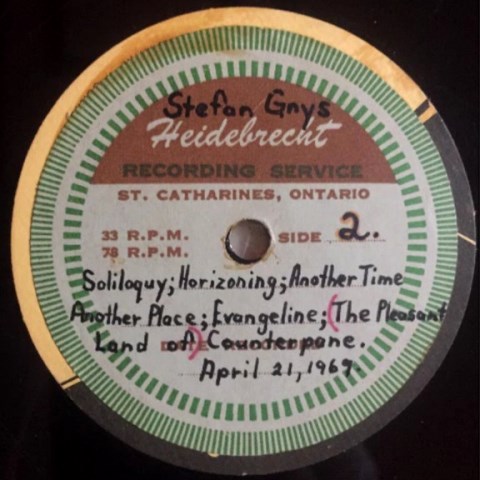 Stefan Gnys
Heidebrecht
RECORDING SERVICE
ST. CATHARINES, ONTARIO
33 R.P.M. SIDE 2.
78 R.P.M.
Soliloquy; Horizoning; Another Time
Another Place; Evangeline; (The Pleasant
Land of) Counterpane.
April 21, 1969.